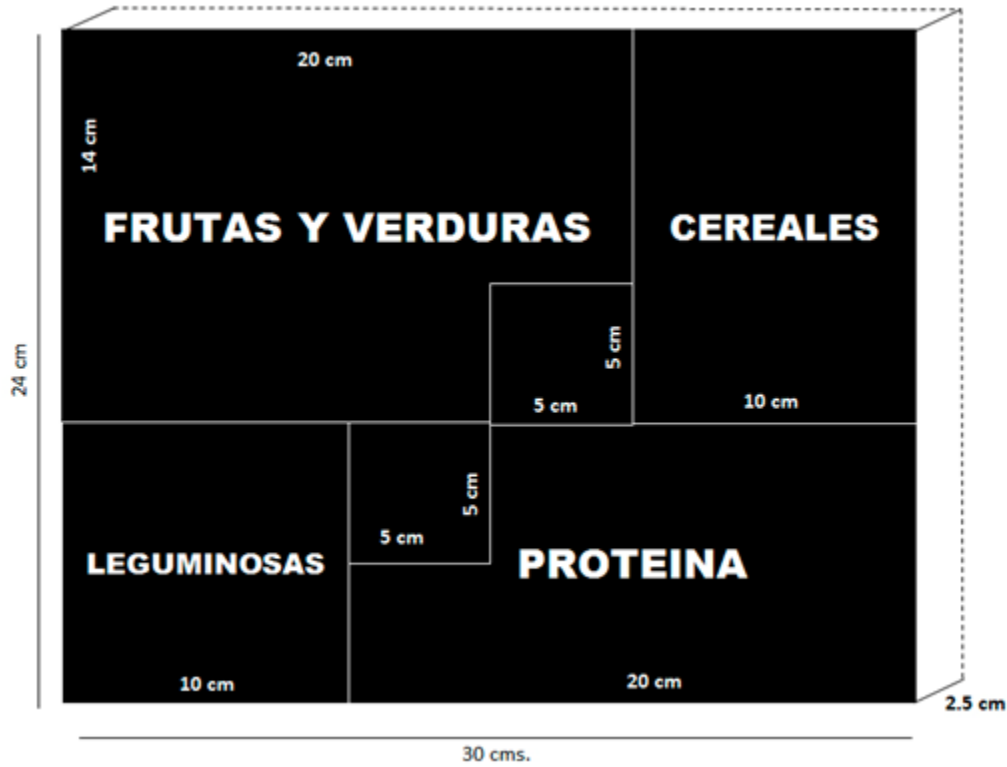 20 cm
14 cm
FRUTAS Y VERDURAS
CEREALES
5 cm
5 cm
10 cm
24 cm
5 cm
5 cm
LEGUMINOSAS
PROTEINA
10 cm
20 cm
2.5 cm
30 cms.